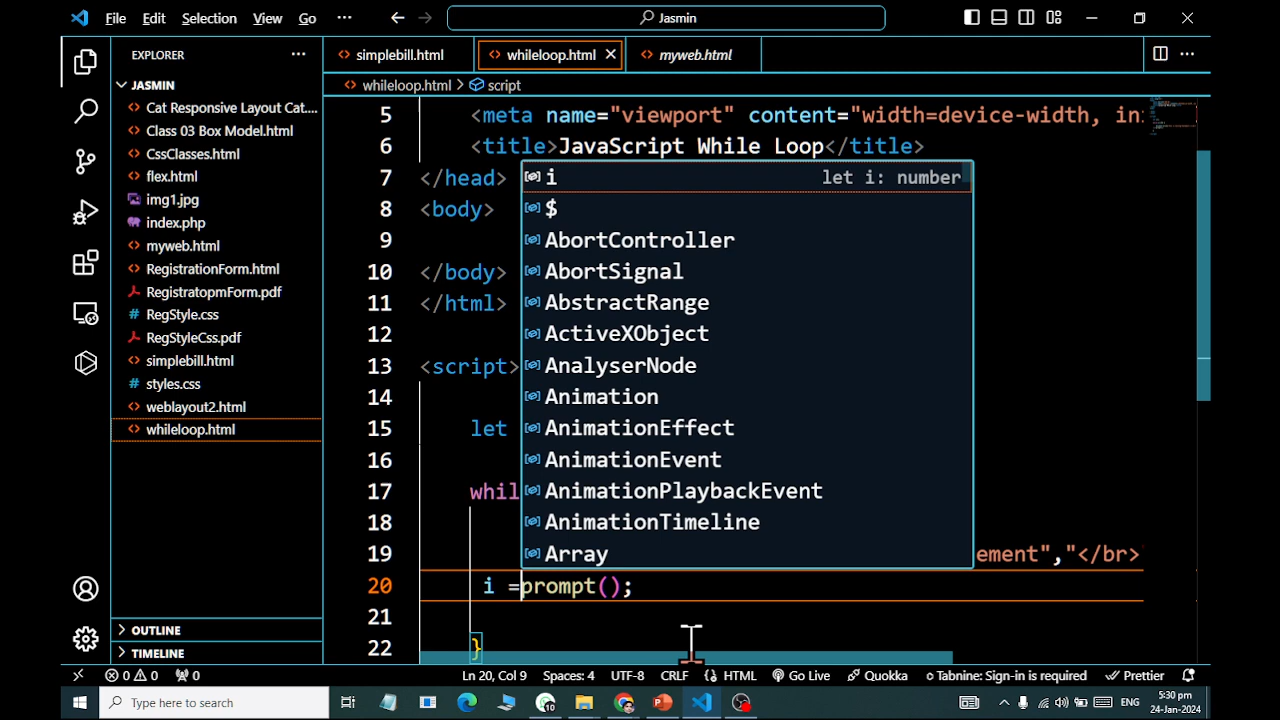 File Edit Selection View Go ··· Jasmin
EXPLORER ···
simplebill.html whileloop.html myweb.html ···
JASMIN
whileloop.html > script
Cat Responsive Layout Cat....
Class 03 Box Model.html
CssClasses.html
flex.html
img1.jpg
index.php
myweb.html
RegistrationForm.html
RegistratopmForm.pdf
RegStyle.css
RegStyleCss.pdf
simplebill.html
styles.css
weblayout2.html
whileloop.html
OUTLINE
TIMELINE
5 <meta name="viewport" content="width=device-width, in
6 <title>JavaScript While Loop</title>
7 </head>
8 <body>
9
10 </body>
11 </html>
12
13 <script>
14
15 let
16
17 whil
18
19 ement","</br>
20 i =prompt();
21
22 }
i let i: number
$
AbortController
AbortSignal
AbstractRange
ActiveXObject
AnalyserNode
Animation
AnimationEffect
AnimationEvent
AnimationPlaybackEvent
AnimationTimeline
Array
0 0 0 Ln 20, Col 9 Spaces: 4 UTF-8 CRLF HTML Go Live Quokka Tabnine: Sign-in is required Prettier
Type here to search 10 ENG 5:30 pm
24-Jan-2024